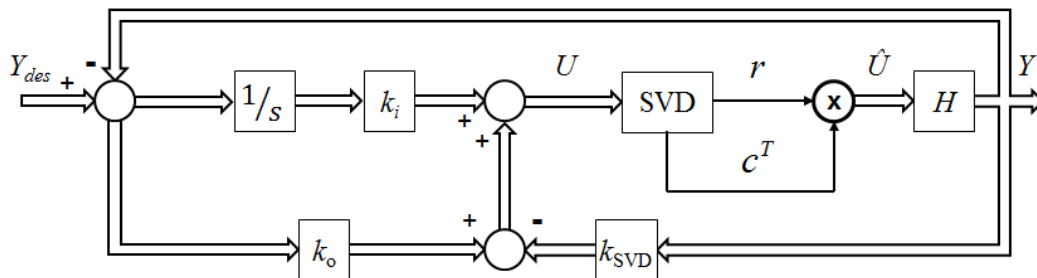 -
Y_des +
1/s
k_i
+
+
U
SVD
r
c^T
x
Û
H
Y
k_o
+
-
k_SVD